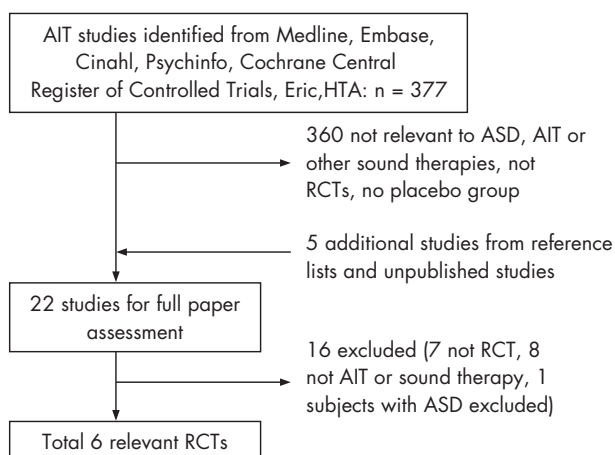 AIT studies identified from Medline, Embase,
Cinahl, Psychinfo, Cochrane Central
Register of Controlled Trials, Eric,HTA: n = 377
360 not relevant to ASD, AIT or
other sound therapies, not
RCTs, no placebo group
5 additional studies from reference
lists and unpublished studies
22 studies for full paper
assessment
16 excluded (7 not RCT, 8
not AIT or sound therapy, 1
subjects with ASD excluded)
Total 6 relevant RCTs